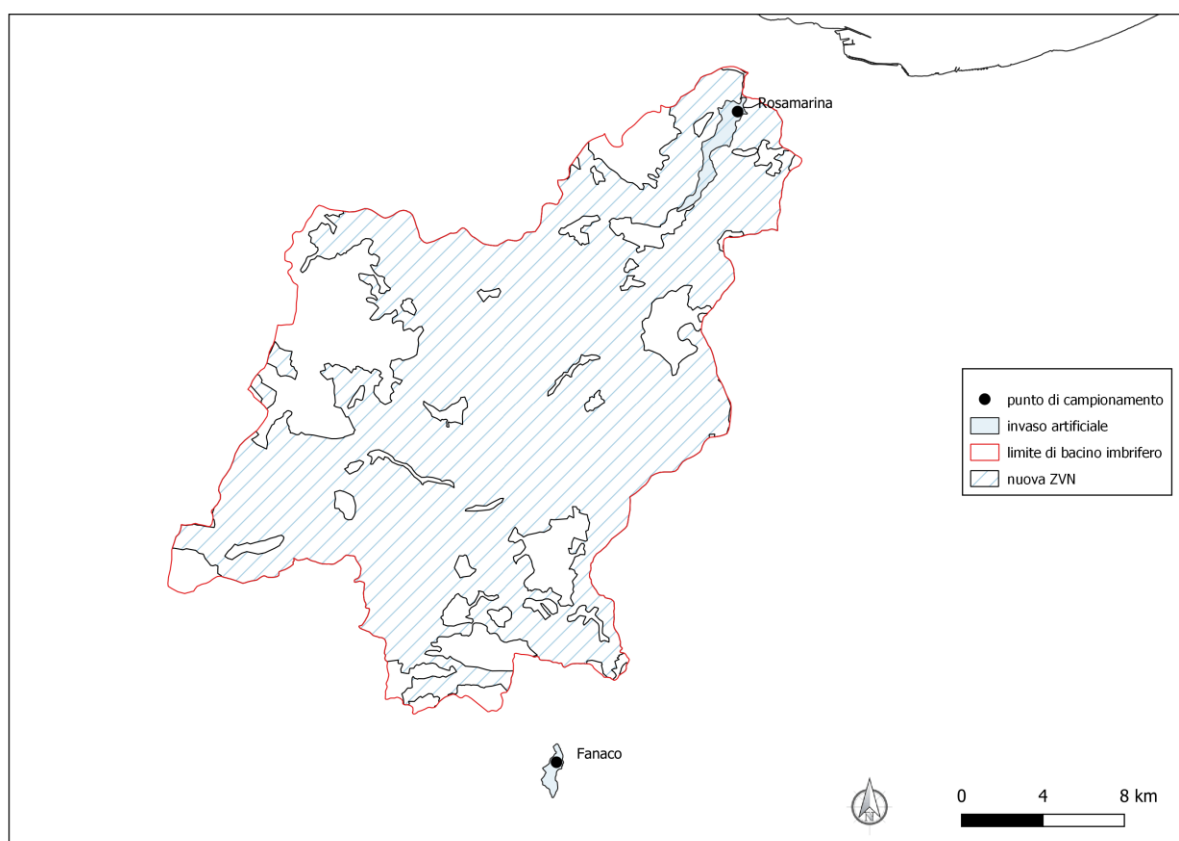 Rosamarina
punto di campionamento
invaso artificiale
limite di bacino imbrifero
nuova ZVN
Fanaco
N
0 4 8 km